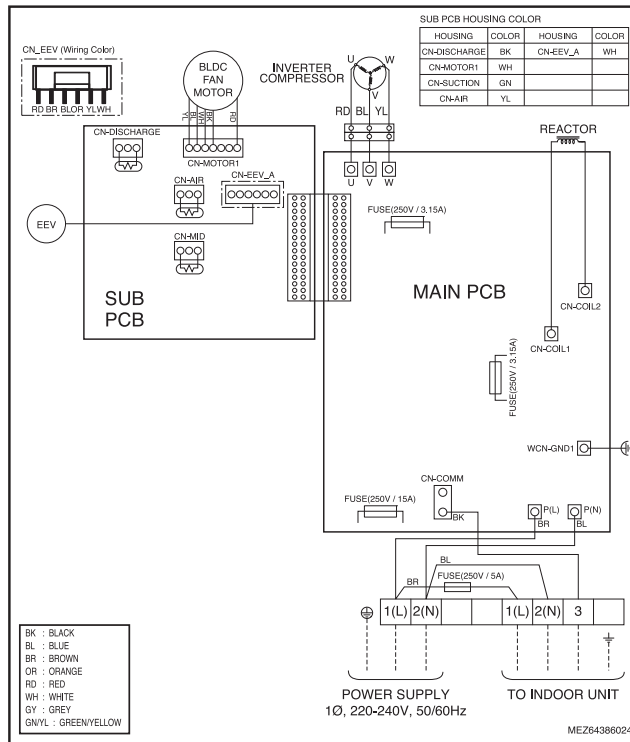 SUB PCB HOUSING COLOR
HOUSING COLOR HOUSING COLOR
CN-DISCHARGE BK CN-EEV_A WH
CN-MOTOR1 WH
CN-SUCTION GN
CN-AIR YL
CN_EEV (Wiring Color)
RD BR BL OR YL WH
BLDC
FAN
MOTOR
YL
BL
WH
BK
RD
INVERTER
COMPRESSOR
U W
V
RD BL YL
REACTOR
CN-DISCHARGE
CN-MOTOR1
U V W
CN-AIR
CN-EEV_A
FUSE(250V / 3.15A)
EEV
CN-MID
SUB
PCB
MAIN PCB
CN-COIL2
CN-COIL1
FUSE(250V / 3.15A)
WCN-GND1
CN-COMM
FUSE(250V / 15A)
BK
P(L) P(N)
BR BL
BL
BR FUSE(250V / 5A)
1(L) 2(N) 1(L) 2(N) 3
BK : BLACK
BL : BLUE
BR : BROWN
OR : ORANGE
RD : RED
WH : WHITE
GY : GREY
GN/YL : GREEN/YELLOW
POWER SUPPLY
1Ø, 220-240V, 50/60Hz
TO INDOOR UNIT
MEZ64386024